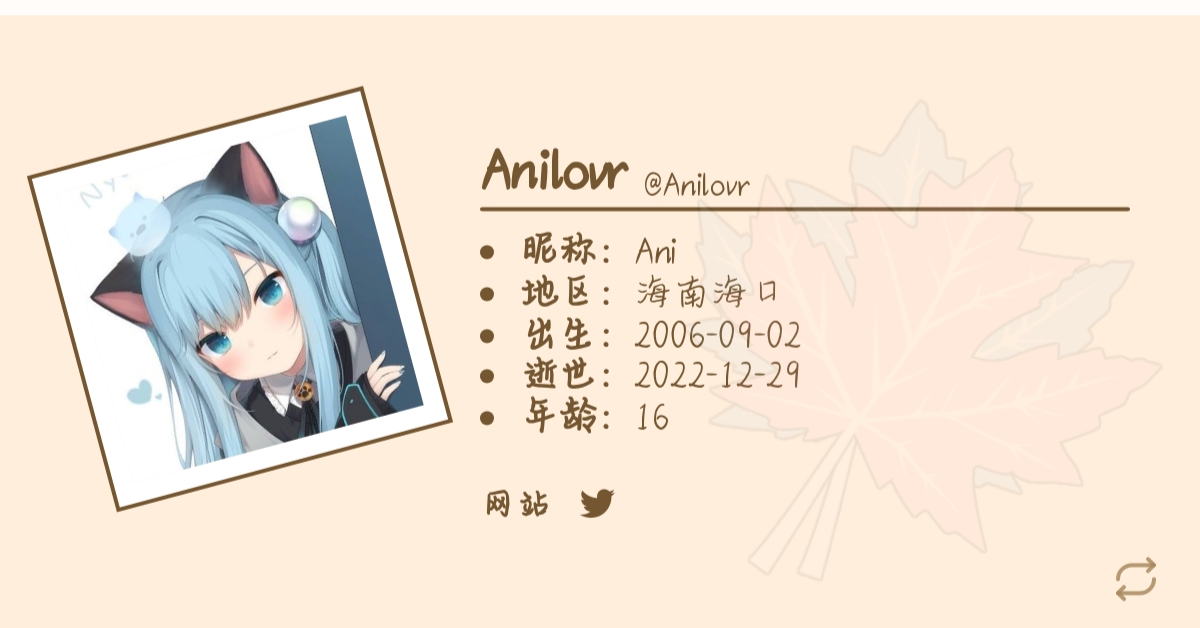 Anilovr @Anilovr
昵称： Ani
地区： 海南海口
出生： 2006-09-02
逝世： 2022-12-29
年龄： 16
网站